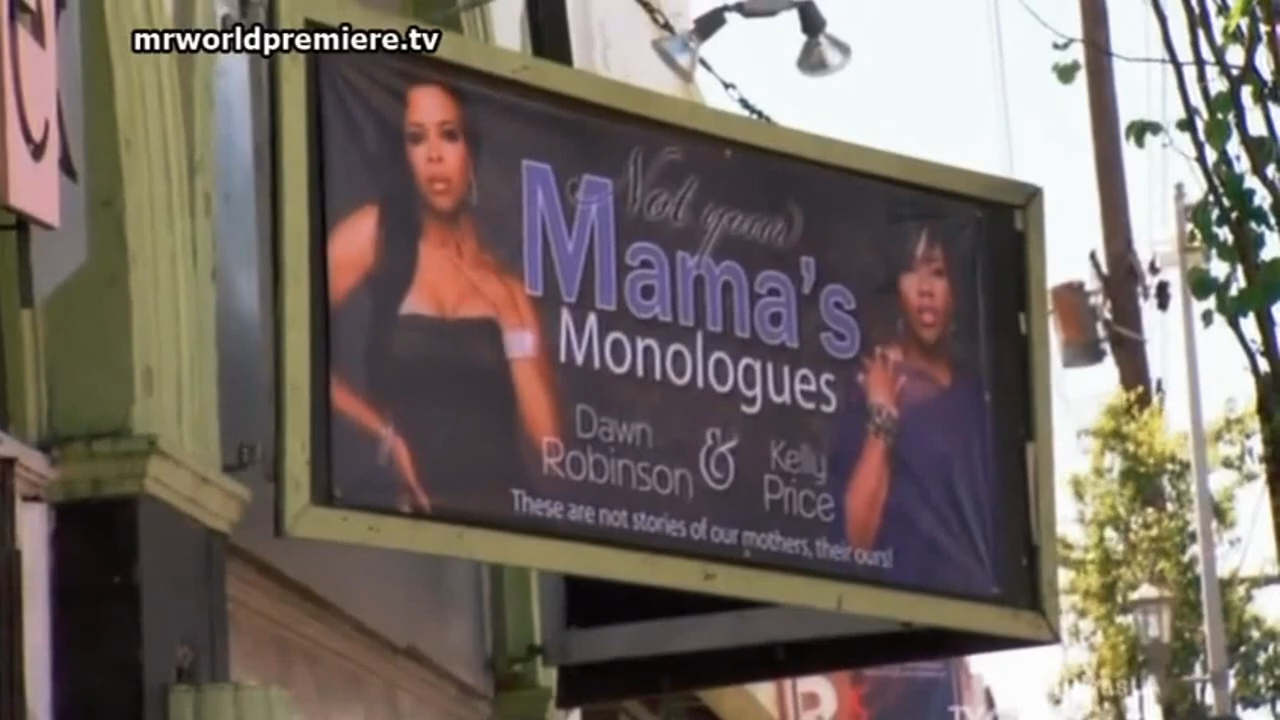 mrworldpremiere.tv
Not your
Mama's
Monologues
Dawn Robinson & Kelly Price
These are not stories of our mothers, their ours!